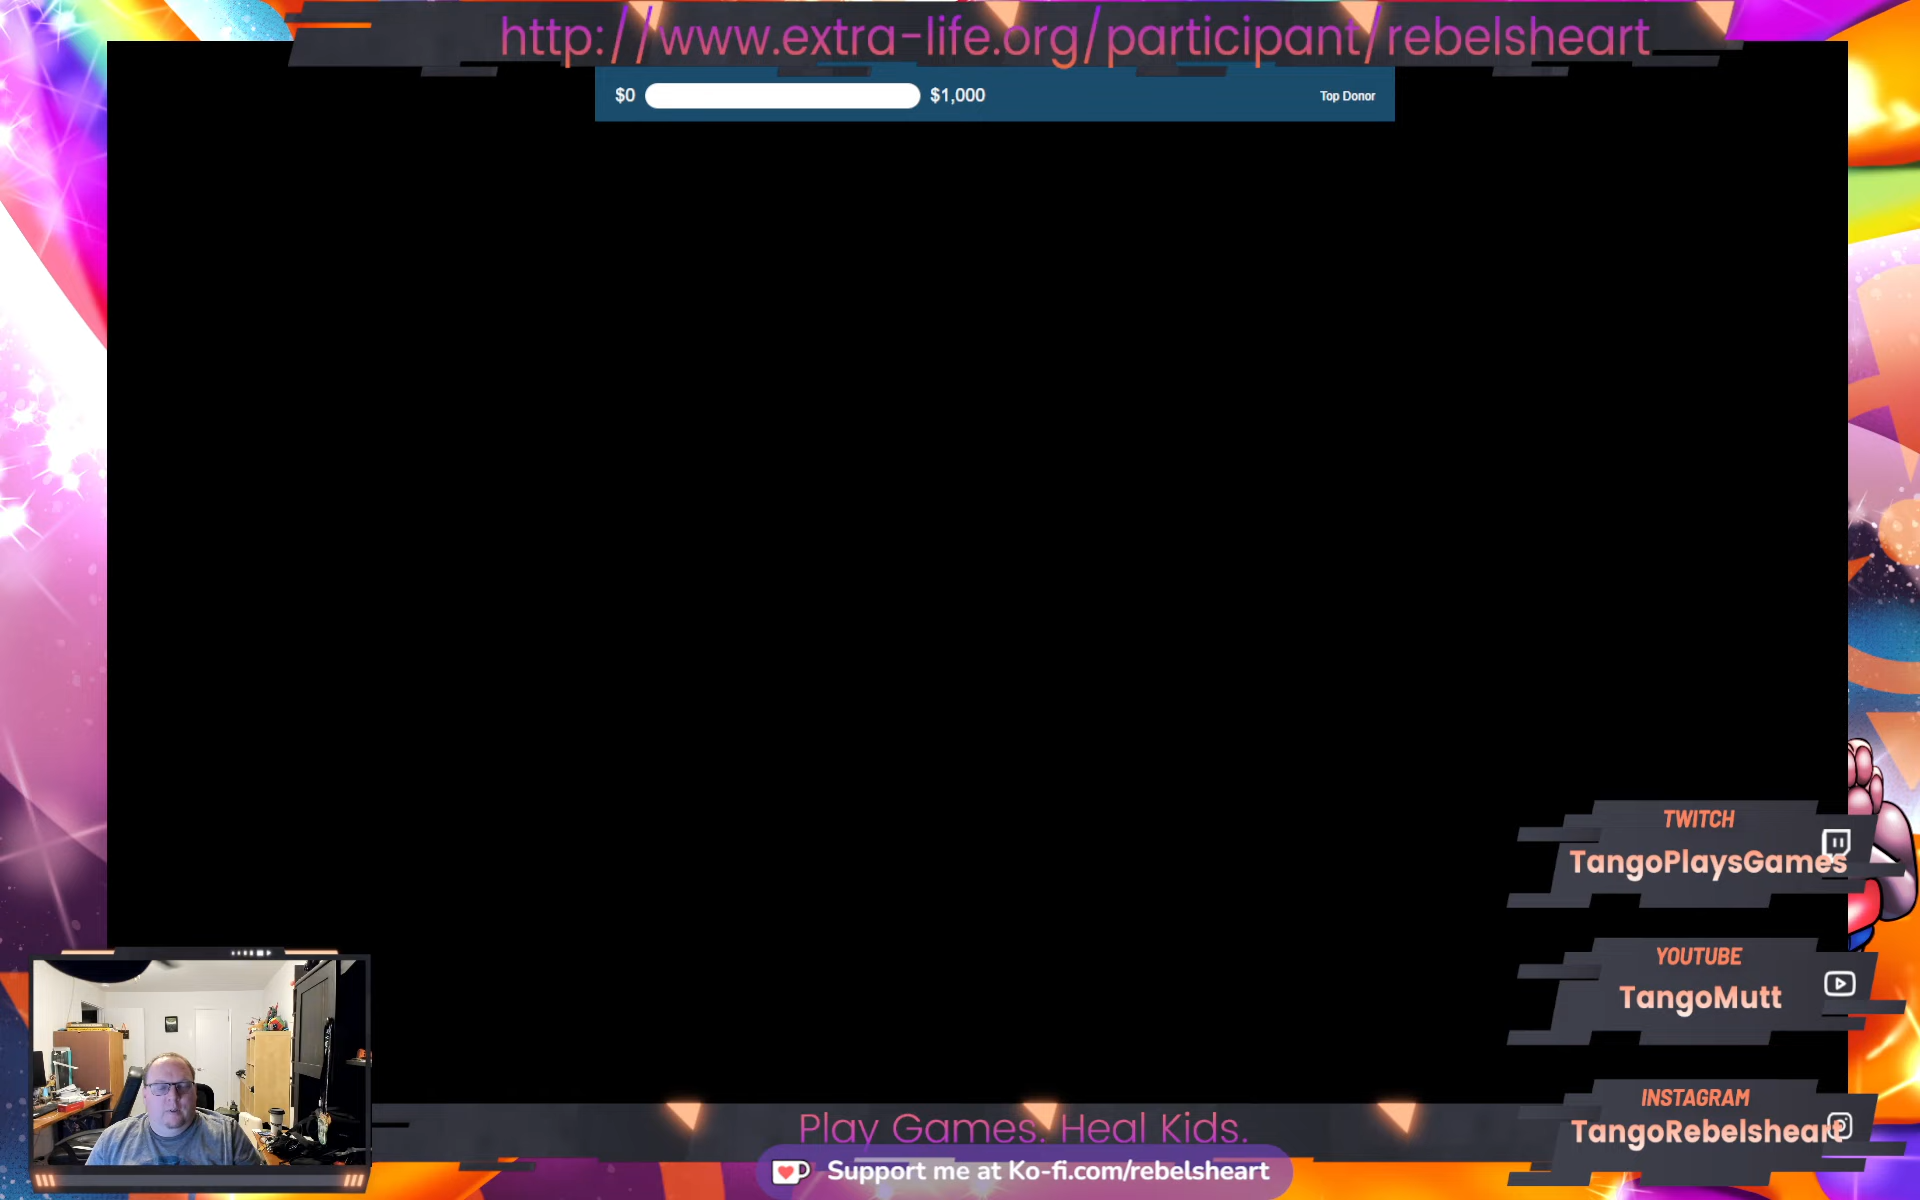 http://www.extra-life.org/participant/rebelsheart
$0 $1,000 Top Donor
TWITCH
TangoPlaysGames
YOUTUBE
TangoMutt
INSTAGRAM
TangoRebelsheart
Play Games. Heal Kids.
Support me at Ko-fi.com/rebelsheart